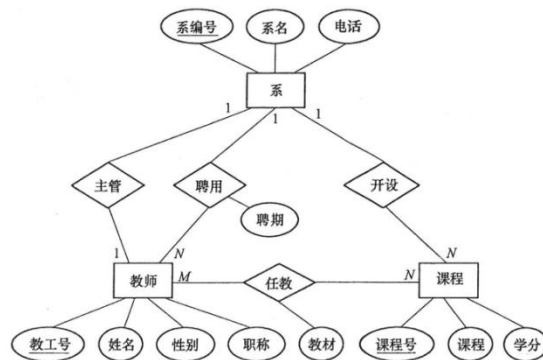 系编号 系名 电话
系
1 1 1
主管 聘用 开设
聘期
1 N N
教师 M 任教 N 课程
教工号 姓名 性别 职称 教材 课程号 课程 学分